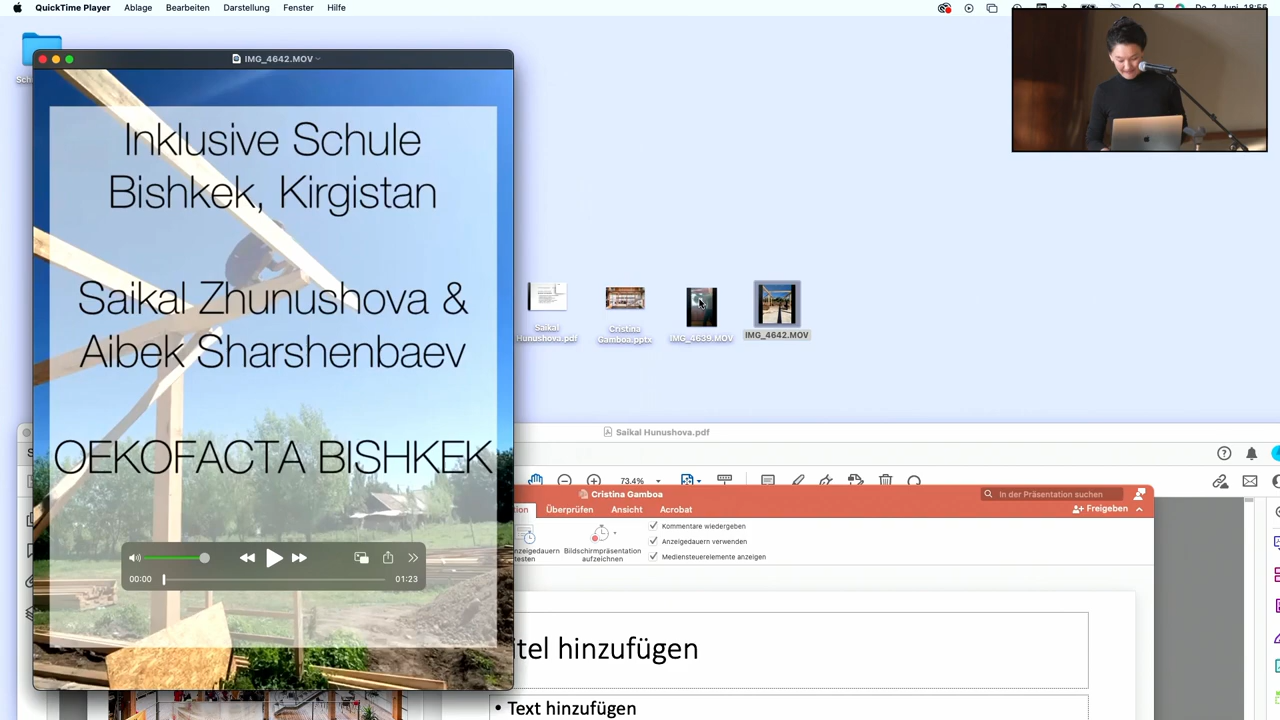 QuickTime Player Ablage Bearbeiten Darstellung Fenster Hilfe
IMG_4642.MOV
Inklusive Schule
Bishkek, Kirgistan
Saikal Zhunushova &
Aibek Sharshenbaev
OEKOFACTA BISHKEK
00:00 01:23
Saikal
Hunushova.pdf
Cristina
Gamboa.pptx
IMG_4639.MOV
IMG_4642.MOV
Saikal Hunushova.pdf
73.4%
Cristina Gamboa
In der Präsentation suchen
Überprüfen Ansicht Acrobat
Freigeben
Bildschirmpräsentation
aufzeichnen
Kommentare wiedergeben
Anzeigedauern verwenden
Mediensteuerelemente anzeigen
tel hinzufügen
• Text hinzufügen